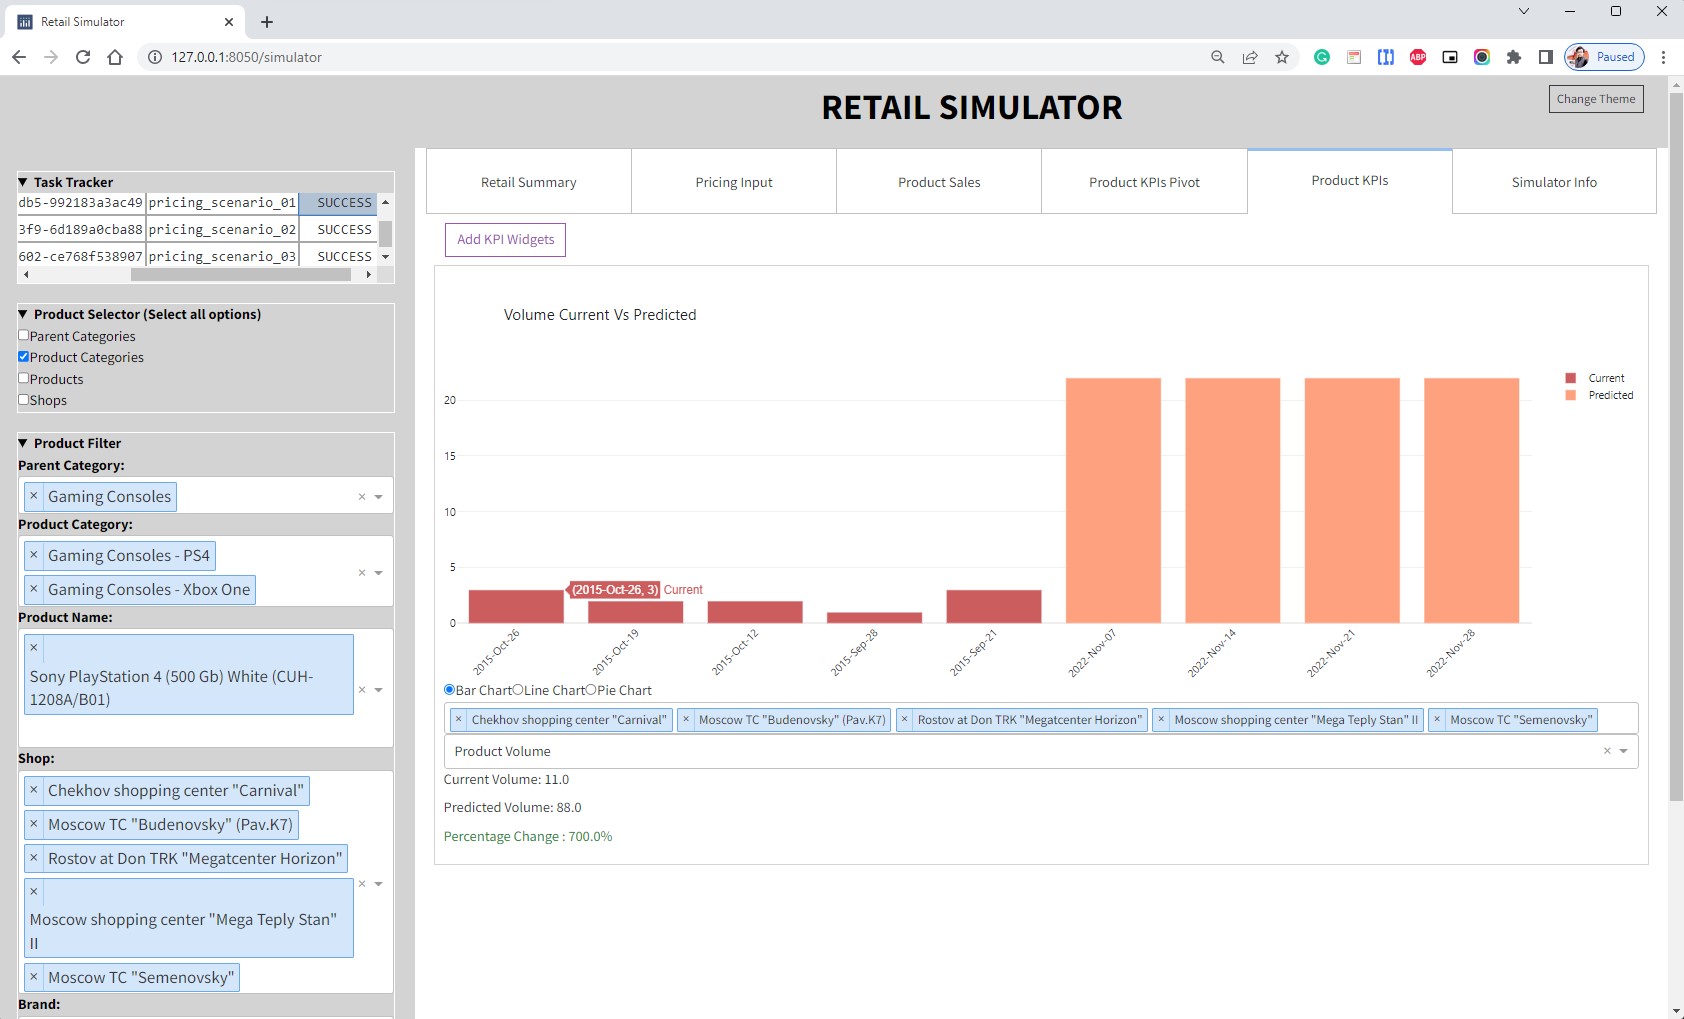 Retail Simulator
127.0.0.1:8050/simulator
ABP
Paused
RETAIL SIMULATOR
Change Theme
Task Tracker
db5-992183a3ac49 pricing_scenario_01 SUCCESS
3f9-6d189a0cba88 pricing_scenario_02 SUCCESS
602-ce768f538907 pricing_scenario_03 SUCCESS
Product Selector (Select all options)
Parent Categories
Product Categories
Products
Shops
Product Filter
Parent Category:
× Gaming Consoles
Product Category:
× Gaming Consoles - PS4
× Gaming Consoles - Xbox One
Product Name:
×
Sony PlayStation 4 (500 Gb) White (CUH-
1208A/B01)
Shop:
× Chekhov shopping center "Carnival"
× Moscow TC "Budenovsky" (Pav.K7)
× Rostov at Don TRK "Megatcenter Horizon"
×
Moscow shopping center "Mega Teply Stan"
II
× Moscow TC "Semenovsky"
Brand:
Retail Summary
Pricing Input
Product Sales
Product KPIs Pivot
Product KPIs
Simulator Info
Add KPI Widgets
Volume Current Vs Predicted
Current
Predicted
20
15
10
5
0
(2015-Oct-26, 3) Current
2015-Oct-26
2015-Oct-19
2015-Oct-12
2015-Sep-28
2015-Sep-21
2022-Nov-07
2022-Nov-14
2022-Nov-21
2022-Nov-28
Bar Chart Line Chart Pie Chart
× Chekhov shopping center "Carnival" × Moscow TC "Budenovsky" (Pav.K7) × Rostov at Don TRK "Megatcenter Horizon" × Moscow shopping center "Mega Teply Stan" II × Moscow TC "Semenovsky"
Product Volume
Current Volume: 11.0
Predicted Volume: 88.0
Percentage Change : 700.0%